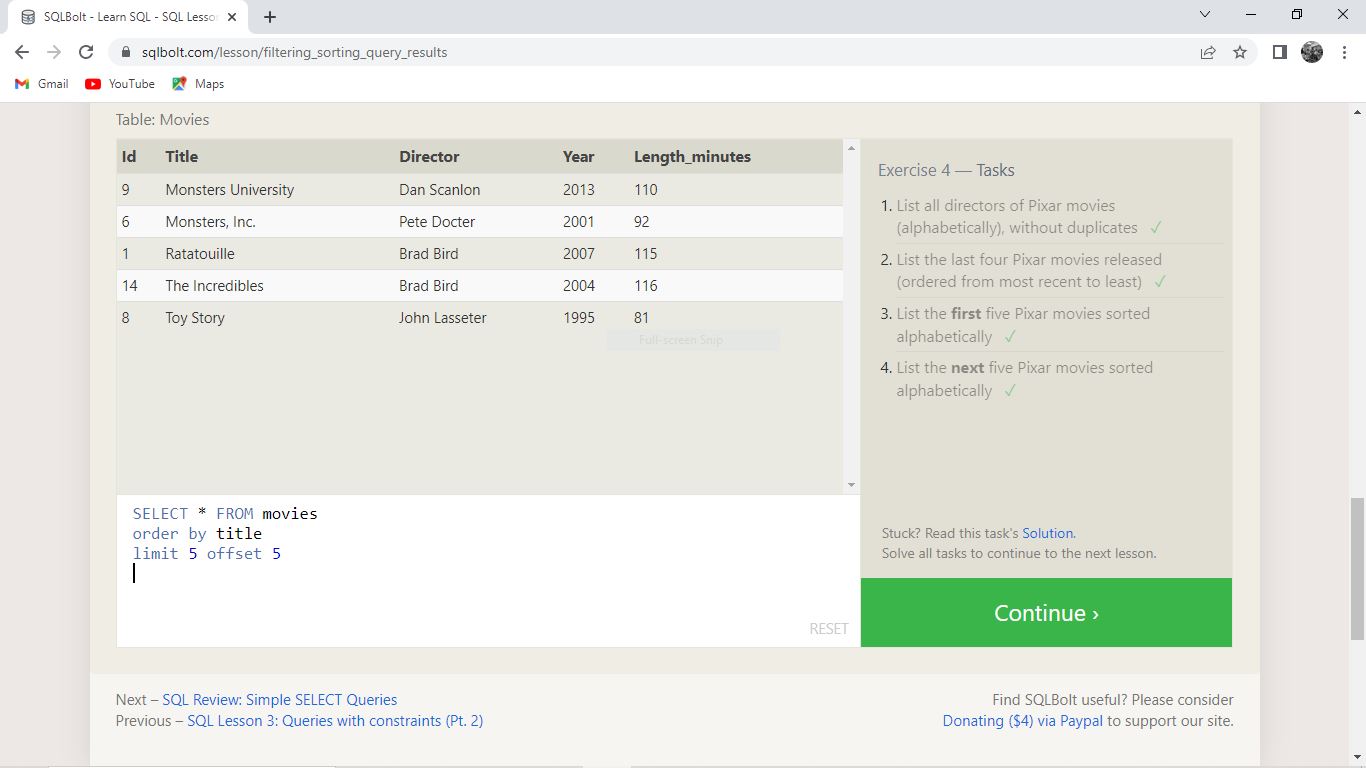 SQLBolt - Learn SQL - SQL Lesso
sqlbolt.com/lesson/filtering_sorting_query_results
Gmail YouTube Maps
Table: Movies
Id Title Director Year Length_minutes
9 Monsters University Dan Scanlon 2013 110
6 Monsters, Inc. Pete Docter 2001 92
1 Ratatouille Brad Bird 2007 115
14 The Incredibles Brad Bird 2004 116
8 Toy Story John Lasseter 1995 81
Full-screen Snip
SELECT * FROM movies
order by title
limit 5 offset 5
RESET
Exercise 4 — Tasks
1. List all directors of Pixar movies
(alphabetically), without duplicates ✓
2. List the last four Pixar movies released
(ordered from most recent to least) ✓
3. List the first five Pixar movies sorted
alphabetically ✓
4. List the next five Pixar movies sorted
alphabetically ✓
Stuck? Read this task's Solution.
Solve all tasks to continue to the next lesson.
Continue ›
Next – SQL Review: Simple SELECT Queries
Previous – SQL Lesson 3: Queries with constraints (Pt. 2)
Find SQLBolt useful? Please consider
Donating ($4) via Paypal to support our site.